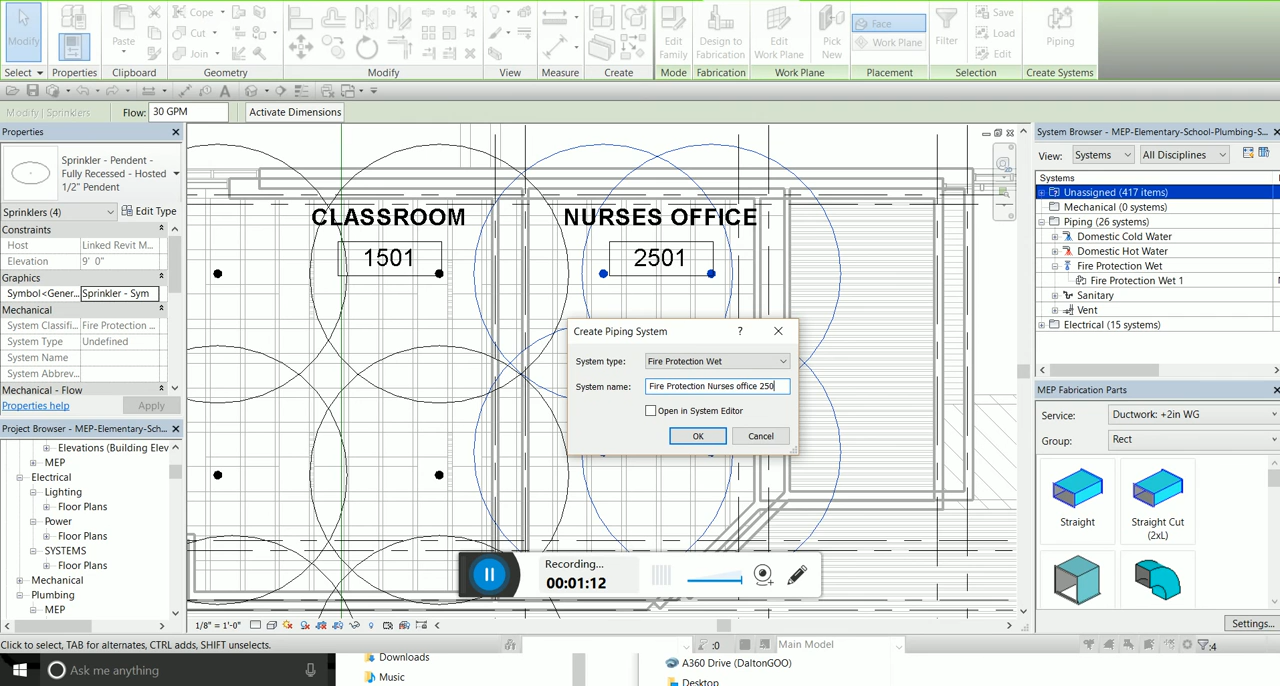 Modify
Paste
Cope
Cut
Join
Edit
Family
Design to
Fabrication
Edit
Work Plane
Pick
New
Face
Work Plane
Filter
Save
Load
Edit
Piping
Select
Properties
Clipboard
Geometry
Modify
View
Measure
Create
Mode
Fabrication
Work Plane
Placement
Selection
Create Systems
Modify | Sprinklers
Flow:
30 GPM
Activate Dimensions
Properties
Sprinkler - Pendent -
Fully Recessed - Hosted
1/2" Pendent
Sprinklers (4)
Edit Type
Constraints
Host
Linked Revit M...
Elevation
9' 0"
Graphics
Symbol<Gener...
Sprinkler - Sym
Mechanical
System Classifi...
Fire Protection ...
System Type
Undefined
System Name
System Abbrev...
Mechanical - Flow
Properties help
Apply
Project Browser - MEP-Elementary-Sch...
Elevations (Building Elev
MEP
Electrical
Lighting
Floor Plans
Power
Floor Plans
SYSTEMS
Floor Plans
Mechanical
Plumbing
MEP
CLASSROOM
1501
NURSES OFFICE
2501
Create Piping System
?
System type:
Fire Protection Wet
System name:
Fire Protection Nurses office 250
Open in System Editor
OK
Cancel
Recording...
00:01:12
1/8" = 1'-0"
System Browser - MEP-Elementary-School-Plumbing-S...
View:
Systems
All Disciplines
Systems
Unassigned (417 items)
Mechanical (0 systems)
Piping (26 systems)
Domestic Cold Water
Domestic Hot Water
Fire Protection Wet
Fire Protection Wet 1
Sanitary
Vent
Electrical (15 systems)
MEP Fabrication Parts
Service:
Ductwork: +2in WG
Group:
Rect
Straight
Straight Cut
(2xL)
Settings...
Click to select, TAB for alternates, CTRL adds, SHIFT unselects.
:0
Main Model
:4
Ask me anything
Downloads
Music
A360 Drive (DaltonGOO)
Desktop